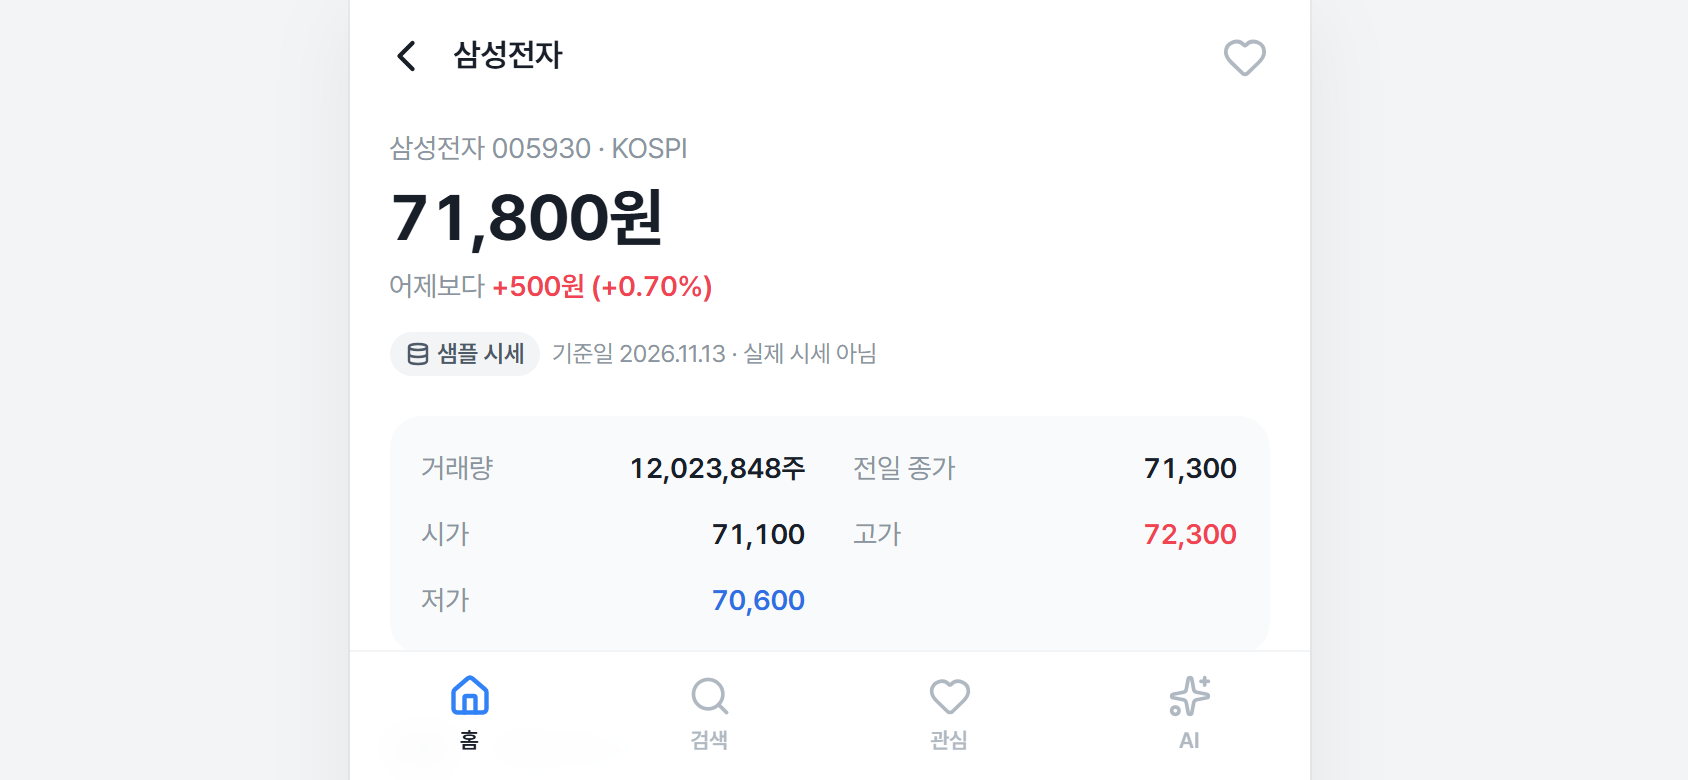 삼성전자
삼성전자 005930 · KOSPI
71,800원
어제보다 +500원 (+0.70%)
샘플 시세 기준일 2026.11.13 · 실제 시세 아님
거래량 12,023,848주 전일 종가 71,300
시가 71,100 고가 72,300
저가 70,600
홈 검색 관심 AI